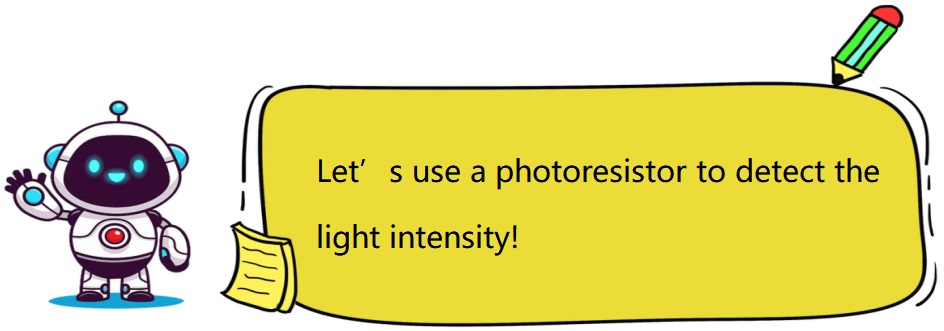 Let’s use a photoresistor to detect the
light intensity!